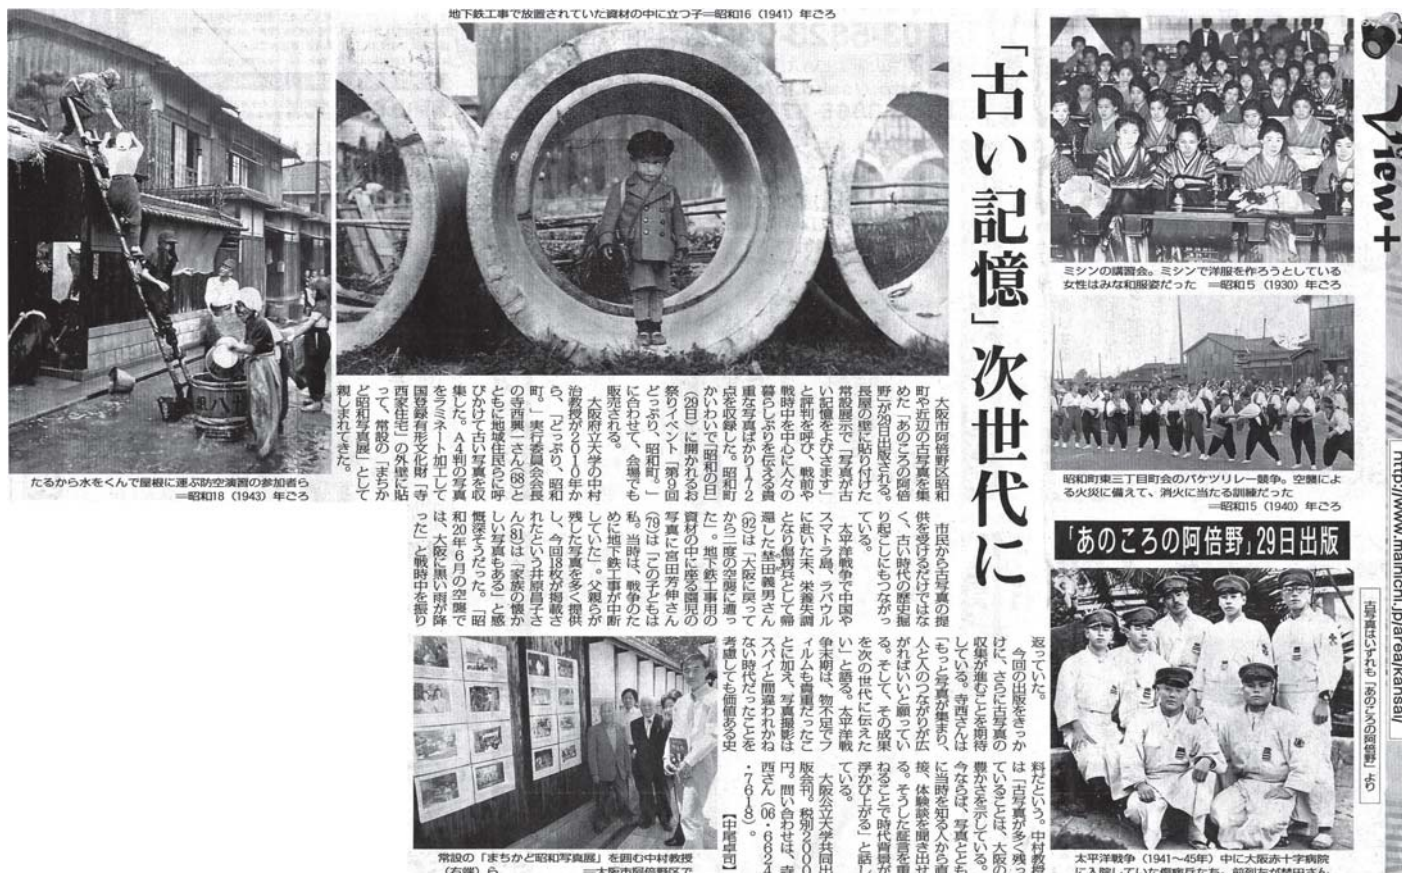 View+
http://www.mainichi.jp/area/kansai/
「古い記憶」次世代に
「あのころの阿倍野」29日出版
古写真はいずれも「あのころの阿倍野」より
地下鉄工事で放置されていた資材の中に立つ子＝昭和16（1941）年ごろ
ミシンの講習会。ミシンで洋服を作ろうとしている
女性はみな和服姿だった　＝昭和5（1930）年ごろ
昭和町東三丁目町会のバケツリレー競争。空襲によ
る火災に備えて、消火に当たる訓練だった
＝昭和15（1940）年ごろ
たるから水をくんで屋根に運ぶ防空演習の参加者ら
＝昭和18（1943）年ごろ
大阪市阿倍野区昭和
町や近辺の古写真を集
めた「あのころの阿倍
野」が29日出版される。
長屋の壁に貼り付けた
常設展示で「写真が古
い記憶をよびさます」
と評判を呼び、戦前や
戦時中を中心に人々の
暮らしぶりを伝える貴
重な写真ばかり172
点を収録した。昭和町
かいわいで「昭和の日」
（29日）に開かれるお
祭りイベント「第9回
どっぷり、昭和町。」
に合わせて、会場でも
販売される。
大阪府立大学の中村
治教授が2010年か
ら、「どっぷり、昭和
町。」実行委員会会長
の寺西興一さん（68）と
ともに地域住民らに呼
びかけて古い写真を収
集した。A4判の写真
をラミネート加工して
国登録有形文化財「寺
西家住宅」の外壁に貼
って、常設の「まちか
ど昭和写真展」として
親しまれてきた。
市民から古写真の提
供を受けるだけではな
く、古い時代の歴史掘
り起こしにもつながっ
ている。
太平洋戦争で中国や
スマトラ島、ラバウル
に赴いた末、栄養失調
となり傷病兵として帰
還した埜田義男さん
（92）は「大阪に戻って
から二度の空襲に遭っ
た」。地下鉄工事用の
資材の中に座る園児の
写真に宮田芳伸さん
（79）は「この子どもは
私。当時は、戦争のた
めに地下鉄工事が中断
していた」。父親らが
残した写真を多く提供
し、今回18枚が掲載さ
れたという井原昌子さ
ん（81）は「家族の懐か
しい写真もある」と感
慨深そうだった。「昭
和20年6月の空襲で
は、大阪に黒い雨が降
った」と戦時中を振り
返っていた。
今回の出版をきっか
けに、さらに古写真の
収集が進むことを期待
している。寺西さんは
「もっと写真が集まり、
人と人のつながりが広
がればいいと願ってい
る。そして、その成果
を次の世代に伝えた
い」と語る。太平洋戦
争末期は、物不足でフ
ィルムも貴重だったこ
とに加え、写真撮影は
スパイと間違われかね
ない時代だったことを
考慮しても価値ある史
料だという。中村教授
は「古写真が多く残っ
ていることは、大阪の
豊かさを示している。
今ならば、写真ととも
に当時を知る人から直
接、体験談を聞き出せ
る。そうした証言を重
ねることで時代背景が
浮かび上がる」と話し
ている。
大阪公立大学共同出
版会刊。税別2000
円。問い合わせは、寺
西さん（06・6624
・7618）。
【中尾卓司】
常設の「まちかど昭和写真展」を囲む中村教授
（右端）ら　＝大阪市阿倍野区で
太平洋戦争（1941～45年）中に大阪赤十字病院
に入院していた傷病兵たち。前列左が埜田さん